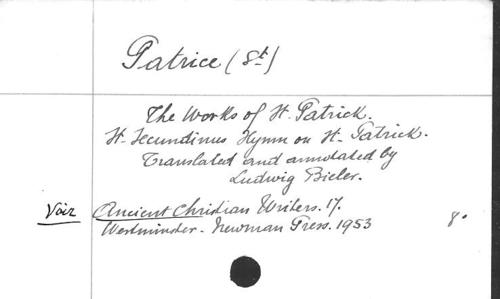 Patrice (St)
The Works of St. Patrick.
St. Secundinus Hymn on St. Patrick.
Translated and annotated by
Ludwig Bieler.
Voir Ancient Christian Writers. 17.
Westminster - Newman Press. 1953 8°